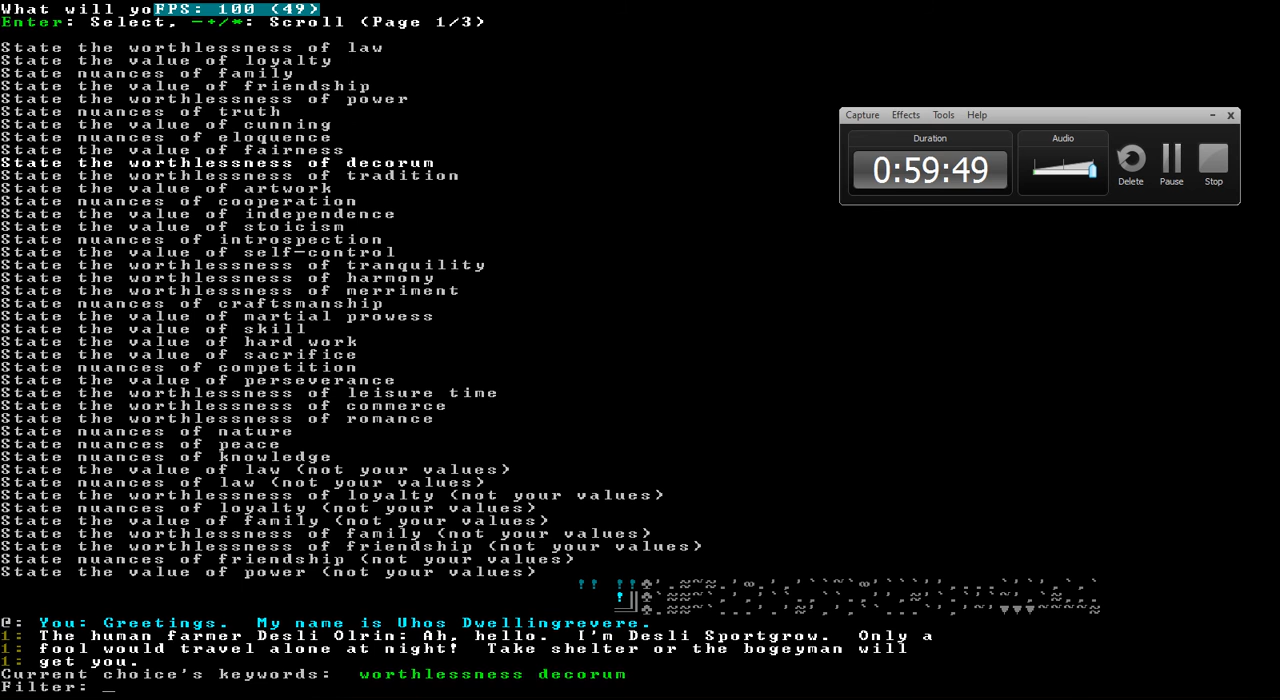 What will yoFPS: 100 (49)
Enter: Select, -+/*: Scroll (Page 1/3)
State the worthlessness of law
State the value of loyalty
State nuances of family
State the value of friendship
State the worthlessness of power
State nuances of truth
State the value of cunning
State nuances of eloquence
State the value of fairness
State the worthlessness of decorum
State the worthlessness of tradition
State the value of artwork
State nuances of cooperation
State the value of independence
State the value of stoicism
State nuances of introspection
State the value of self-control
State the worthlessness of tranquility
State the worthlessness of harmony
State the worthlessness of merriment
State nuances of craftsmanship
State the value of martial prowess
State the value of skill
State the value of hard work
State the value of sacrifice
State nuances of competition
State the value of perseverance
State the worthlessness of leisure time
State the worthlessness of commerce
State the worthlessness of romance
State nuances of nature
State nuances of peace
State nuances of knowledge
State the value of law (not your values)
State nuances of law (not your values)
State the worthlessness of loyalty (not your values)
State nuances of loyalty (not your values)
State the value of family (not your values)
State the worthlessness of family (not your values)
State the worthlessness of friendship (not your values)
State nuances of friendship (not your values)
State the value of power (not your values)
@: You: Greetings. My name is Uhos Dwellingrevere.
1: The human farmer Desli Olrin: Ah, hello. I'm Desli Sportgrow. Only a
1: fool would travel alone at night! Take shelter or the bogeyman will
1: get you.
Current choice's keywords: worthlessness decorum
Filter: _
Capture Effects Tools Help
Duration Audio
0:59:49
Delete Pause Stop